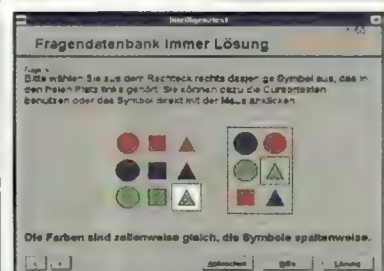 Intelligenztest
Fragendatenbank Immer Lösung
Bitte wählen Sie aus dem Rechteck rechts dasjenige Symbol aus, das in
den freien Platz links gehört. Sie können dazu die Cursortasten
benutzen oder das Symbol direkt mit der Maus anklicken.
Die Farben sind zeilenweise gleich, die Symbole spaltenweise.
Abbrechen Hilfe Lösung